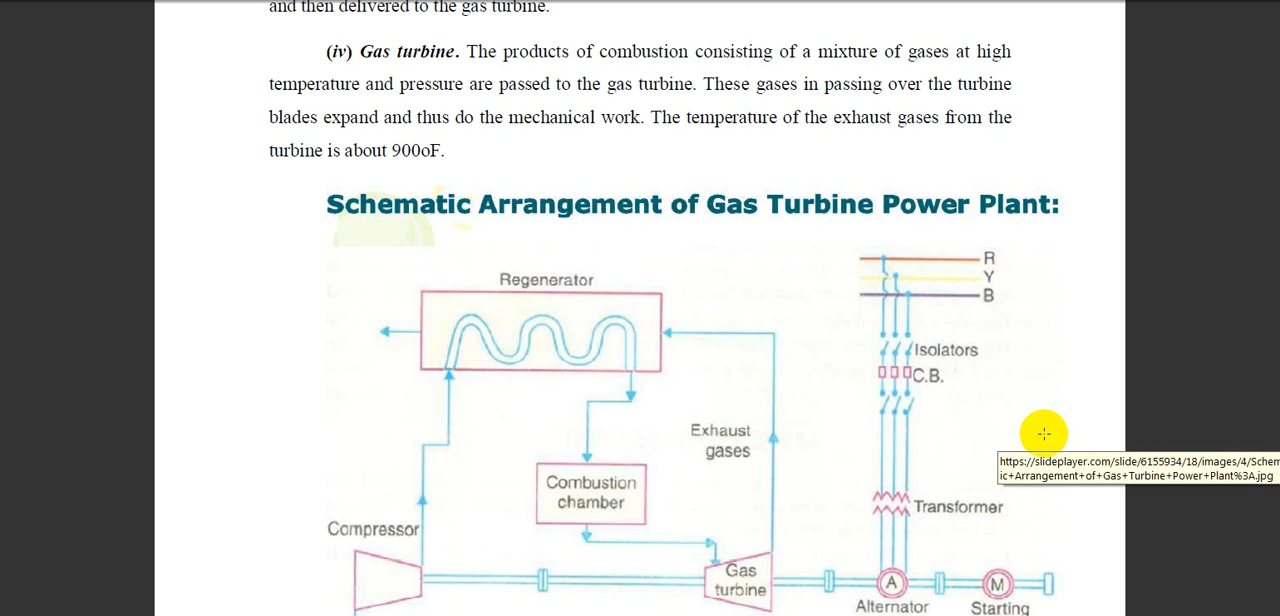 and then delivered to the gas turbine.
(iv) Gas turbine. The products of combustion consisting of a mixture of gases at high
temperature and pressure are passed to the gas turbine. These gases in passing over the turbine
blades expand and thus do the mechanical work. The temperature of the exhaust gases from the
turbine is about 900oF.
Schematic Arrangement of Gas Turbine Power Plant:
Regenerator
R
Y
B
Isolators
C.B.
Exhaust
gases
https://slideplayer.com/slide/6155934/18/images/4/Schem
ic+Arrangement+of+Gas+Turbine+Power+Plant%3A.jpg
Combustion
chamber
Transformer
Compressor
Gas
turbine
A
M
Alternator
Starting